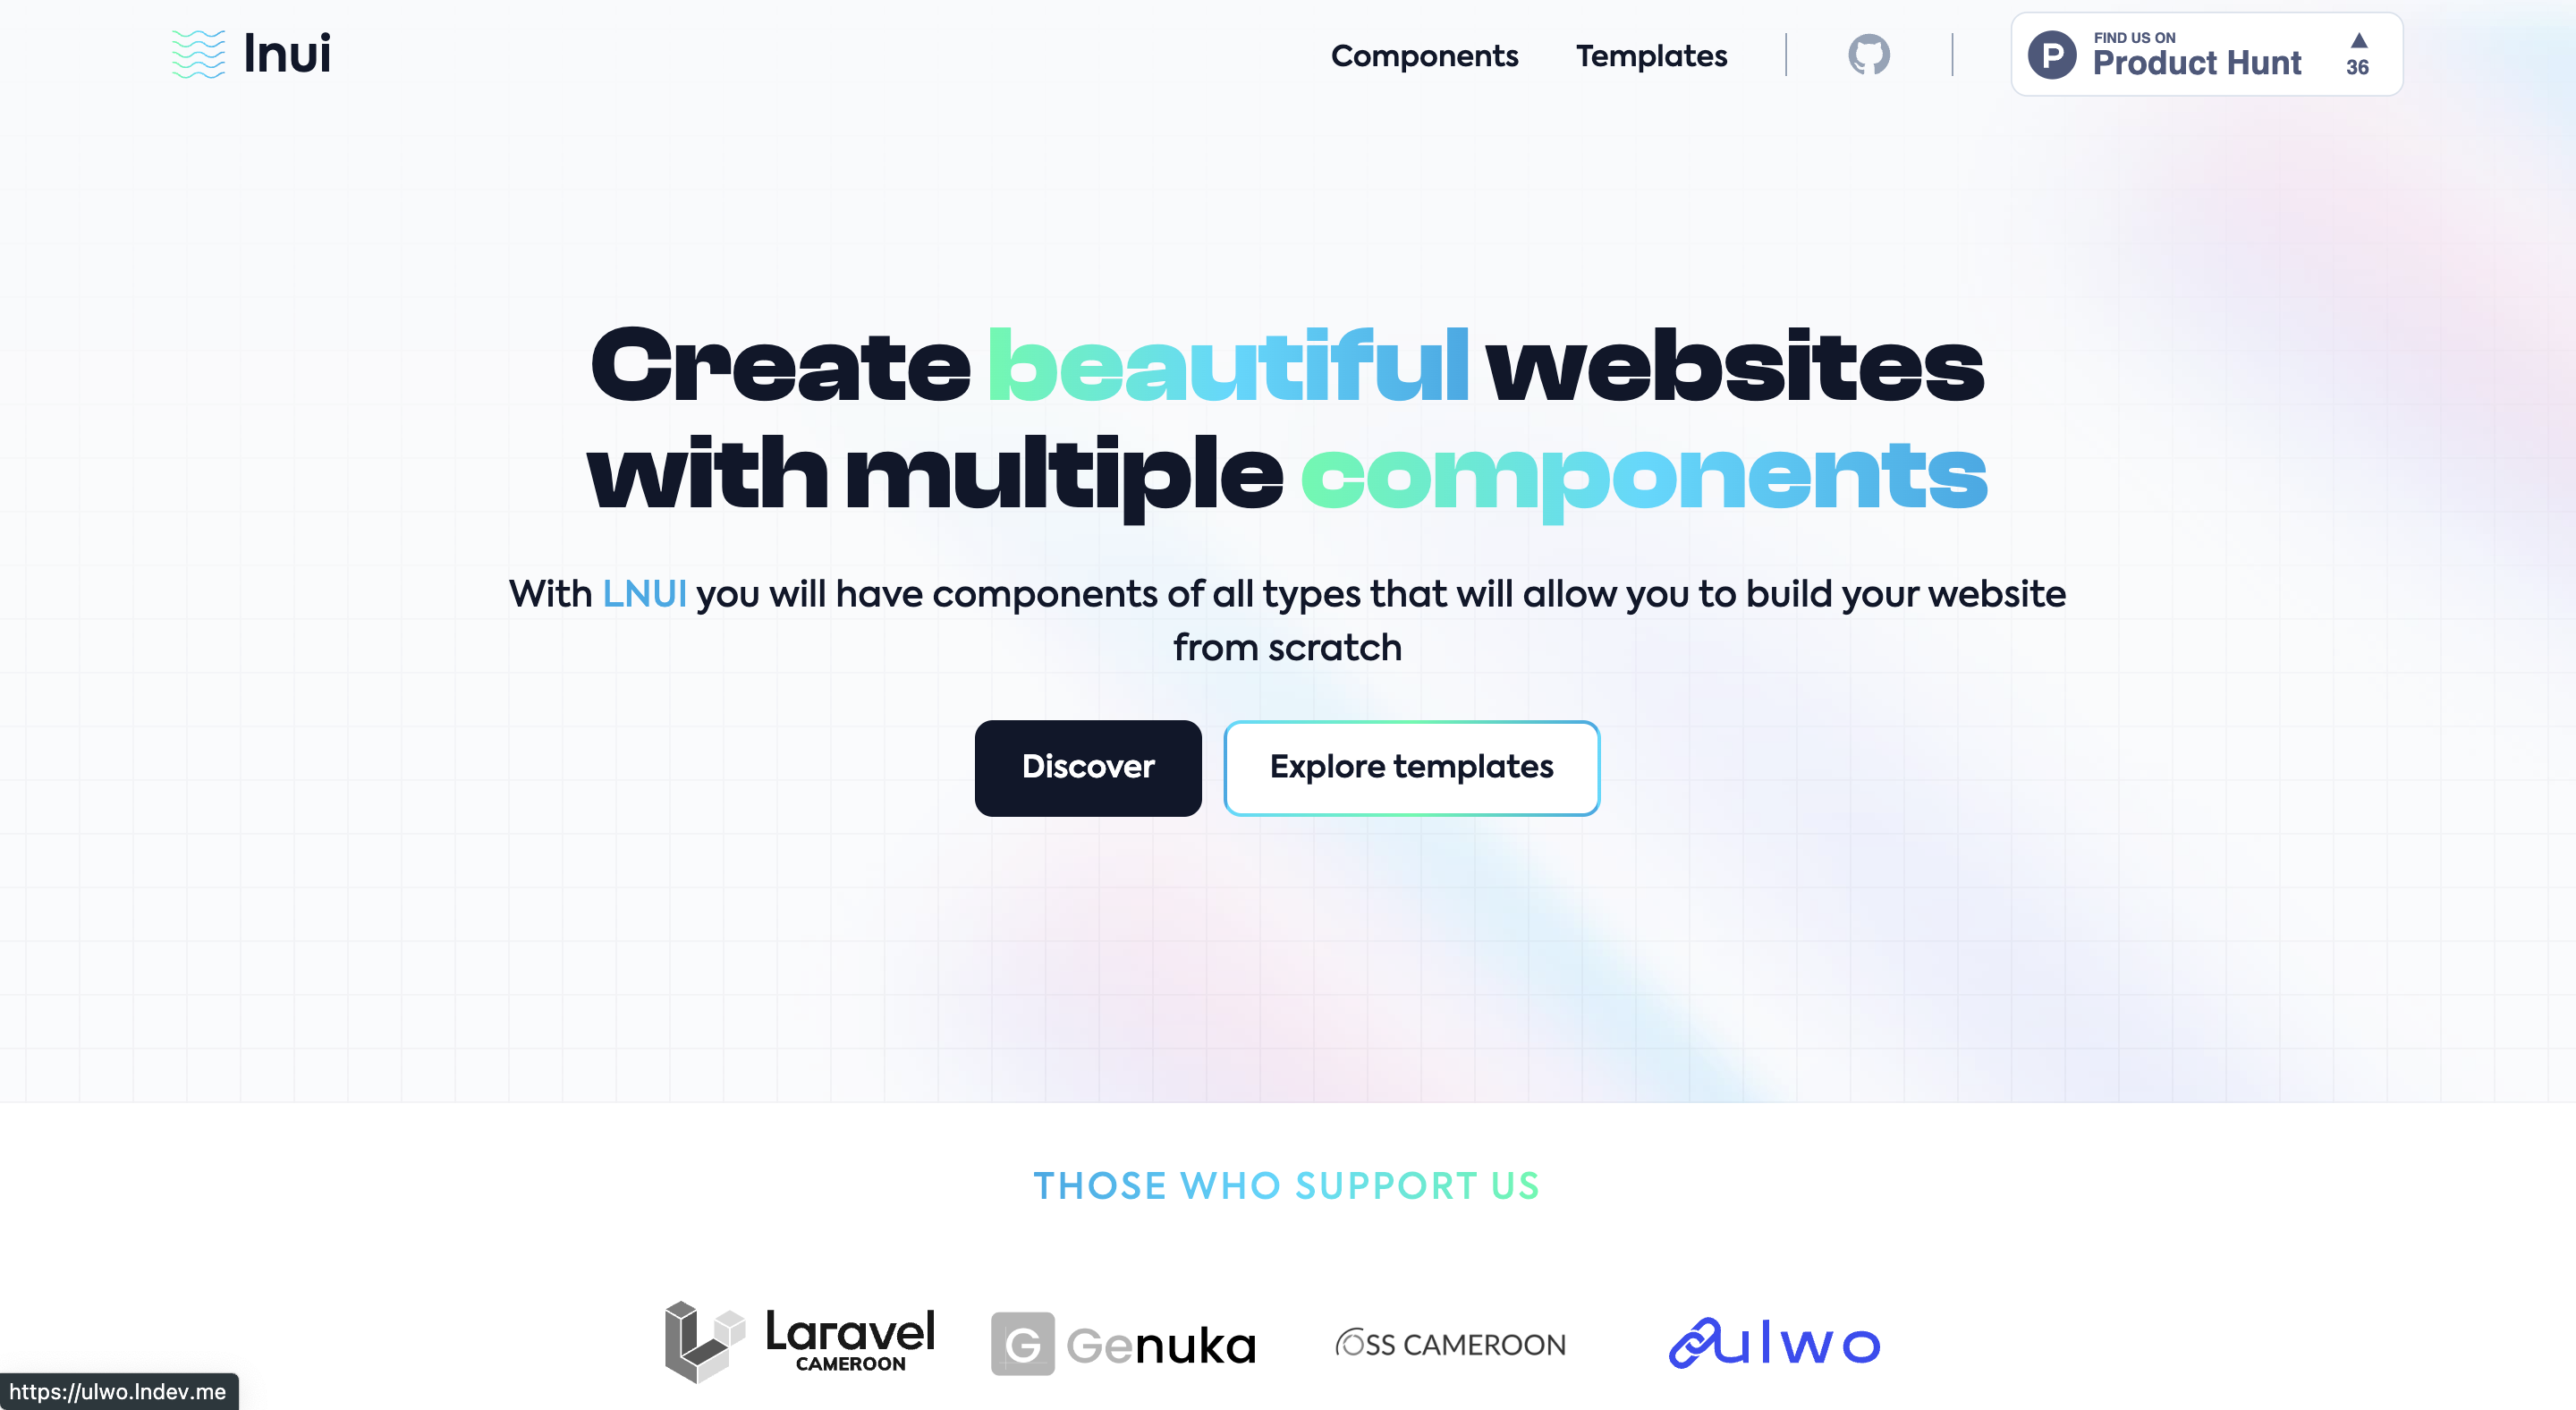 lnui
Components
Templates
P
FIND US ON
Product Hunt
▲
36
Create beautiful websites
with multiple components
With LNUI you will have components of all types that will allow you to build your website
from scratch
Discover
Explore templates
THOSE WHO SUPPORT US
Laravel
CAMEROON
G Genuka
OSS CAMEROON
ulwo
https://ulwo.lndev.me